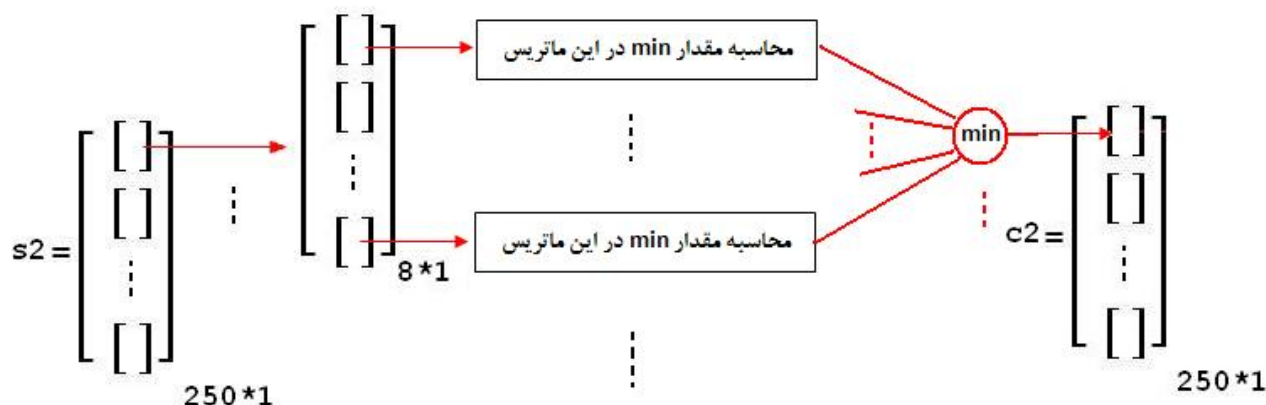 محاسبه مقدار min در این ماتریس
min
s2=
8*1
محاسبه مقدار min در این ماتریس
c2=
250*1
250*1